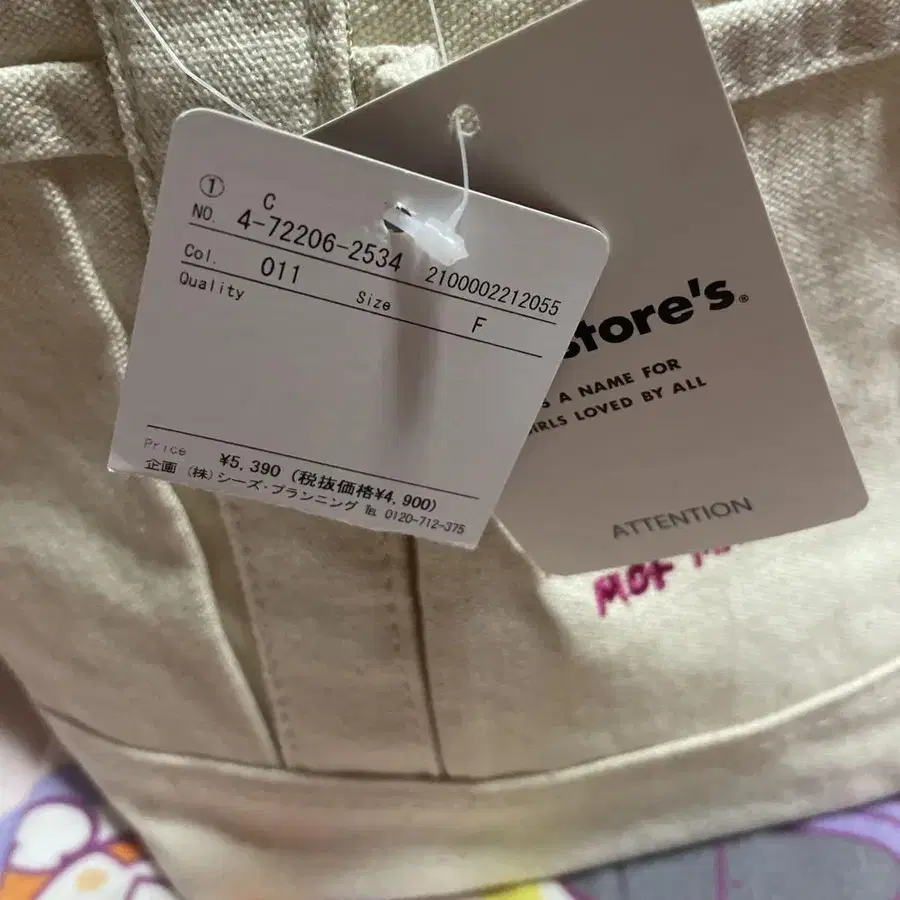 ① C
NO. 4-72206-2534 2100002212055
Col. 011 Size F
Quality
Price ¥5,390 (税抜価格¥4,900)
企画 (株)シーズ・プランニング ℡ 0120-712-375
store's®
A NAME FOR
LOVED BY ALL
ATTENTION